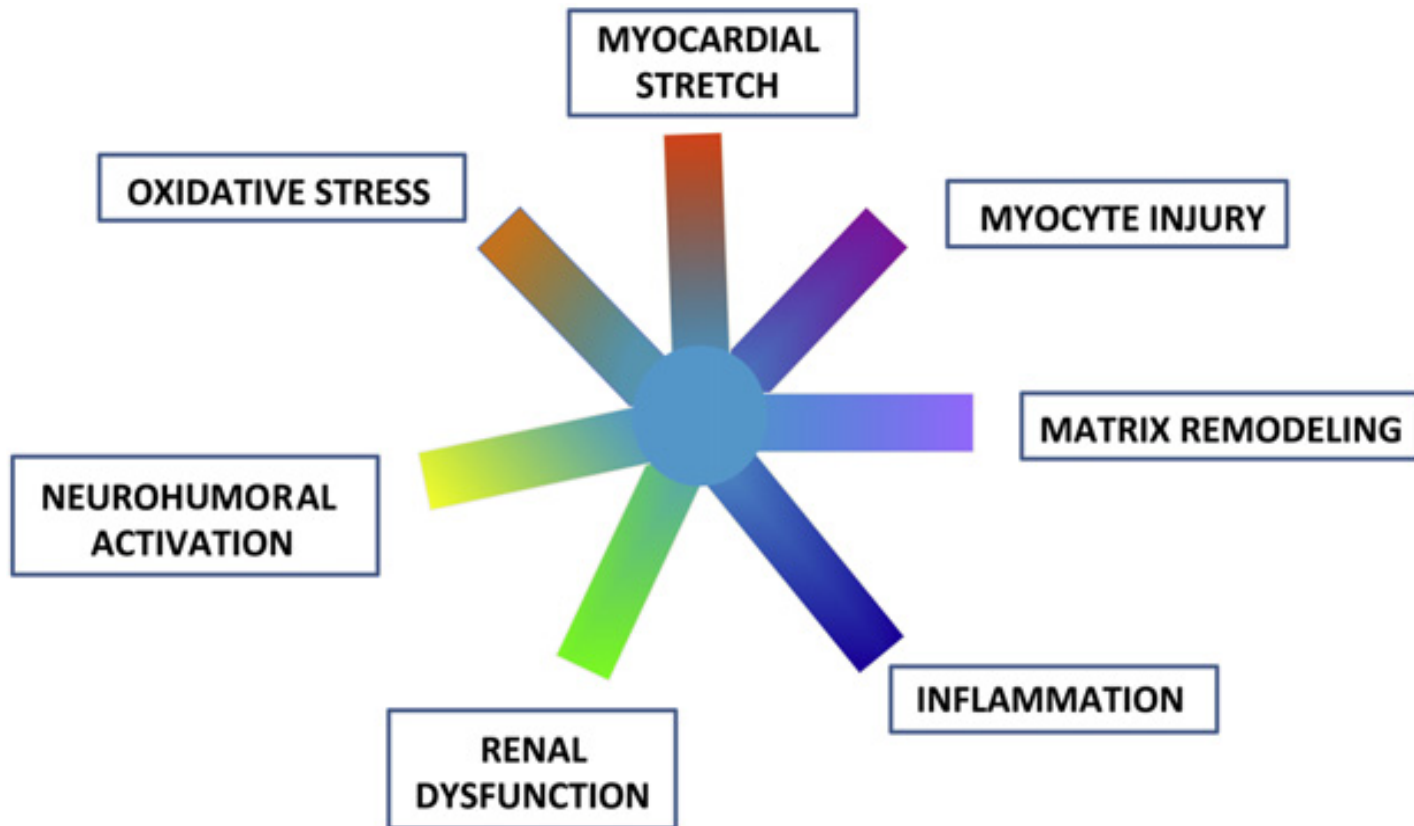 MYOCARDIAL
STRETCH
OXIDATIVE STRESS
MYOCYTE INJURY
MATRIX REMODELING
NEUROHUMORAL
ACTIVATION
INFLAMMATION
RENAL
DYSFUNCTION